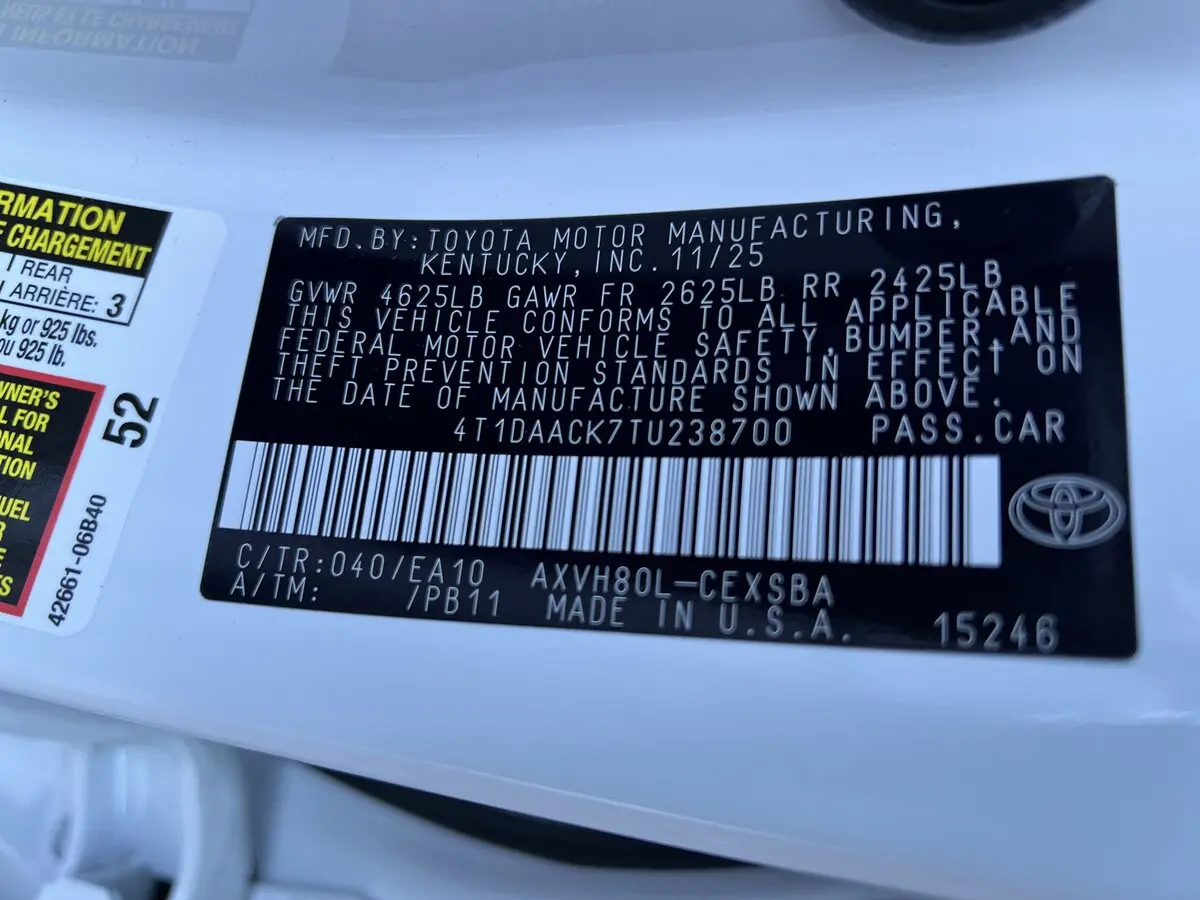 RMATION
E CHARGEMENT
REAR
ARRIÈRE: 3
kg or 925 lbs.
ou 925 lb.
WNER'S
L FOR
NAL
TION
UEL
R
E
S
52
42661-06B40
MFD.BY:TOYOTA MOTOR MANUFACTURING,
KENTUCKY,INC.11/25
GVWR 4625LB GAWR FR 2625LB RR 2425LB
THIS VEHICLE CONFORMS TO ALL APPLICABLE
FEDERAL MOTOR VEHICLE SAFETY,BUMPER,AND
THEFT PREVENTION STANDARDS IN EFFECT ON
THE DATE OF MANUFACTURE SHOWN ABOVE.
4T1DAACK7TU238700 PASS.CAR
C/TR:040/EA10 AXVH80L-CEXSBA
A/TM: /PB11 MADE IN U.S.A. 15246